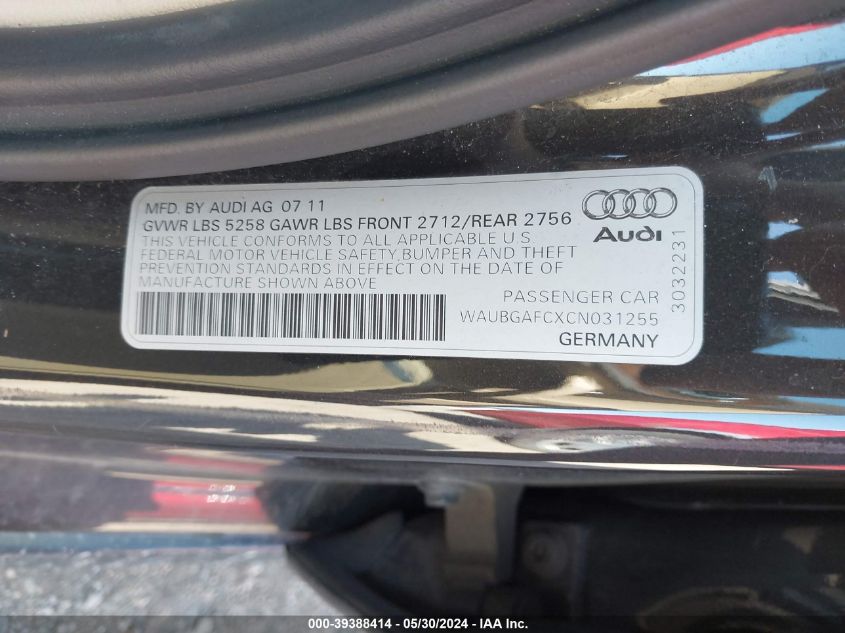 MFD. BY AUDI AG 07 11
GVWR LBS 5258 GAWR LBS FRONT 2712/REAR 2756
THIS VEHICLE CONFORMS TO ALL APPLICABLE U S
FEDERAL MOTOR VEHICLE SAFETY,BUMPER AND THEFT
PREVENTION STANDARDS IN EFFECT ON THE DATE OF
MANUFACTURE SHOWN ABOVE
Audi
PASSENGER CAR
WAUBGAFCXCN031255
GERMANY
3032231
000-39388414 - 05/30/2024 - IAA Inc.